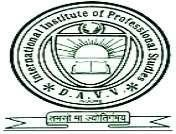 International Institute of Professional Studies
* D.A.V.V. *
तमसो मा ज्योतिर्गमय